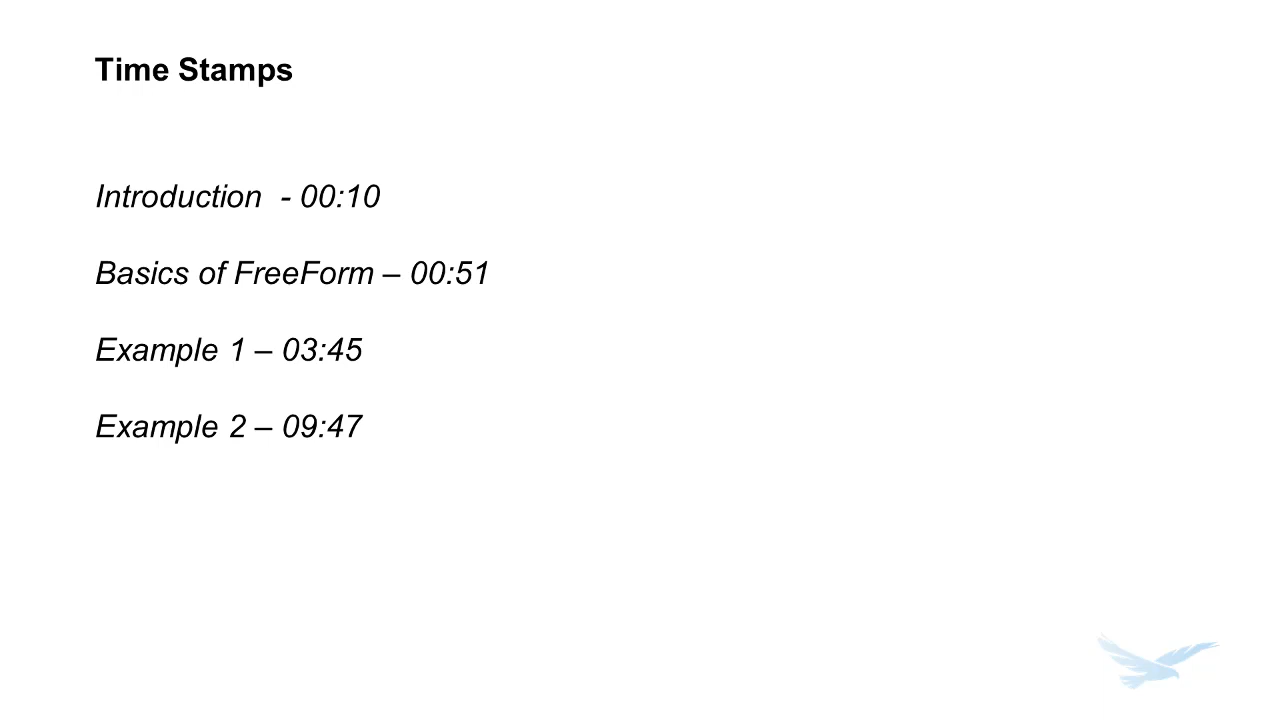 Time Stamps
Introduction - 00:10
Basics of FreeForm – 00:51
Example 1 – 03:45
Example 2 – 09:47